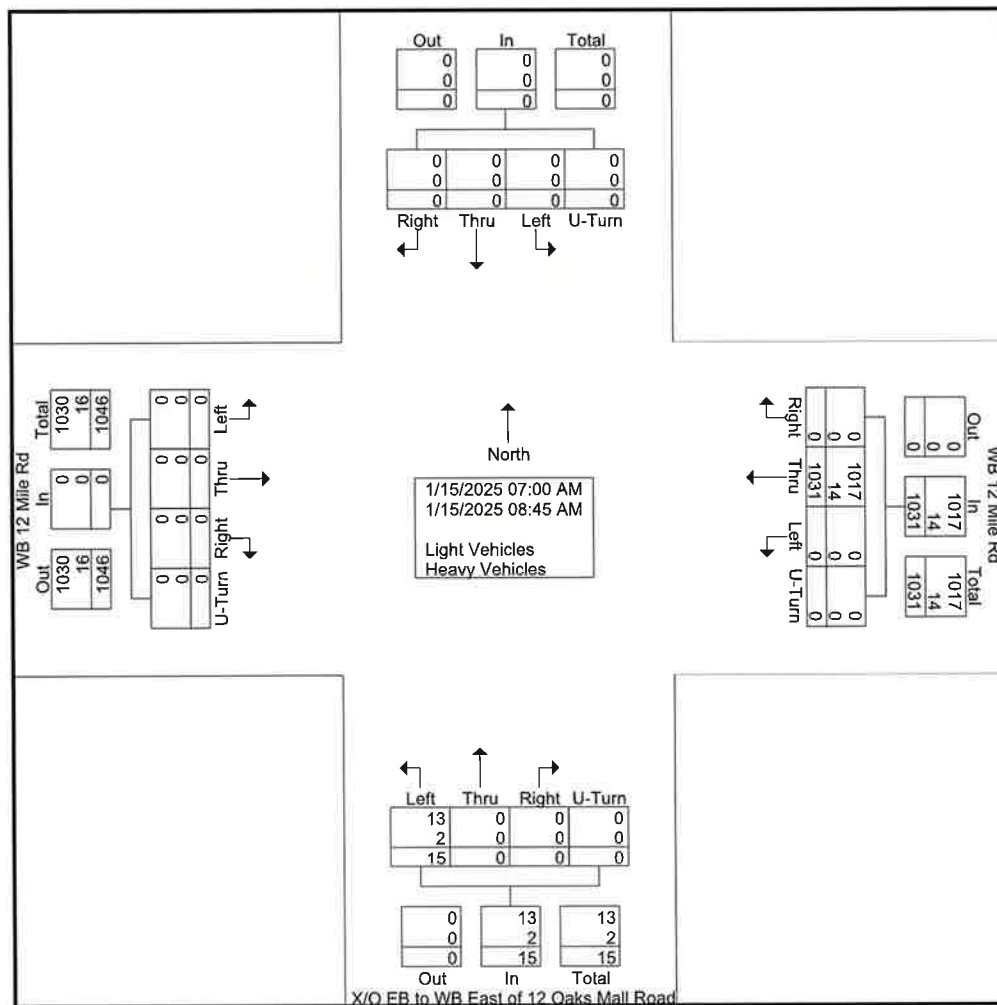 Out In Total
0 0 0
0 0 0
0 0 0
0 0 0 0
0 0 0 0
0 0 0 0
Right Thru Left U-Turn
WB 12 Mile Rd
Total
1030
16
1046
In
0
0
0
Out
1030
16
1046
0 0 0
Left
0 0 0
Thru
0 0 0
Right
0 0 0
U-Turn
North
1/15/2025 07:00 AM
1/15/2025 08:45 AM
Light Vehicles
Heavy Vehicles
Right
0 0 0
Thru
1017
14
1031
Left
0 0 0
U-Turn
0 0 0
Out
0
0
0
In
1017
14
1031
Total
1017
14
1031
WB 12 Mile Rd
Left Thru Right U-Turn
13 0 0 0
2 0 0 0
15 0 0 0
0 13 13
0 2 2
0 15 15
Out In Total
X/O EB to WB East of 12 Oaks Mall Road